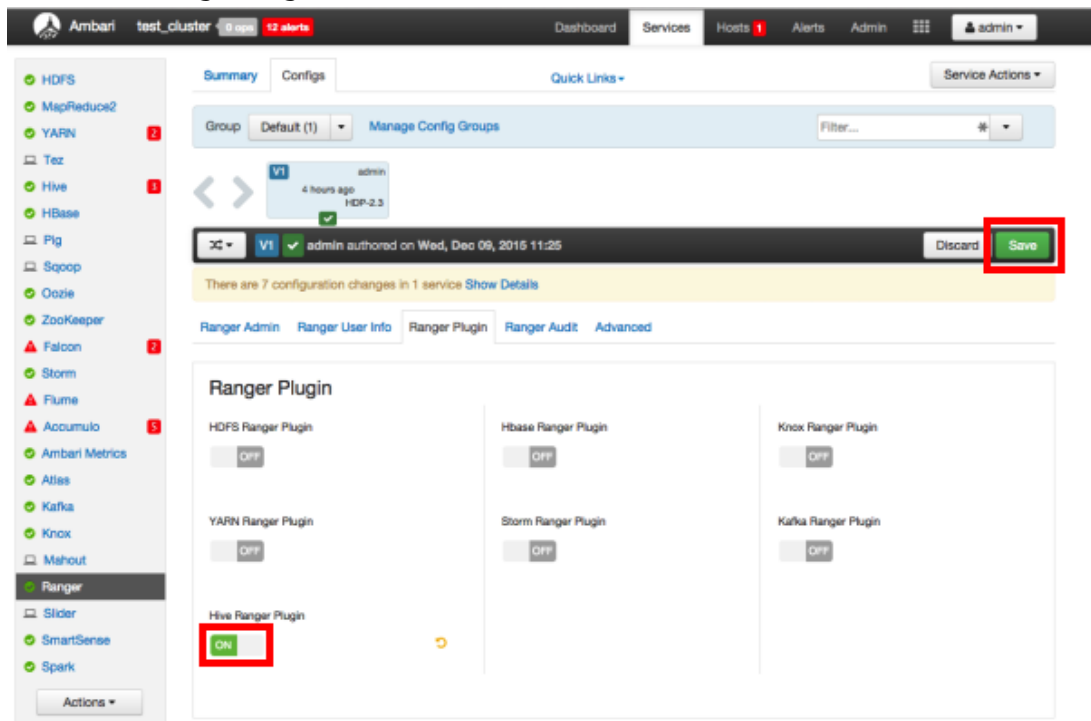 Ambari test_cluster 0 ops 12 alerts Dashboard Services Hosts 1 Alerts Admin admin
HDFS
MapReduce2
YARN 2
Tez
Hive 3
HBase
Pig
Sqoop
Oozie
ZooKeeper
Falcon 2
Storm
Flume
Accumulo 5
Ambari Metrics
Atlas
Kafka
Knox
Mahout
Ranger
Slider
SmartSense
Spark
Actions
Summary Configs Quick Links Service Actions
Group Default (1) Manage Config Groups Filter...
V1 admin
4 hours ago
HDP-2.3
V1 admin authored on Wed, Dec 09, 2015 11:25 Discard Save
There are 7 configuration changes in 1 service Show Details
Ranger Admin Ranger User Info Ranger Plugin Ranger Audit Advanced
Ranger Plugin
HDFS Ranger Plugin Hbase Ranger Plugin Knox Ranger Plugin
OFF OFF OFF
YARN Ranger Plugin Storm Ranger Plugin Kafka Ranger Plugin
OFF OFF OFF
Hive Ranger Plugin
ON